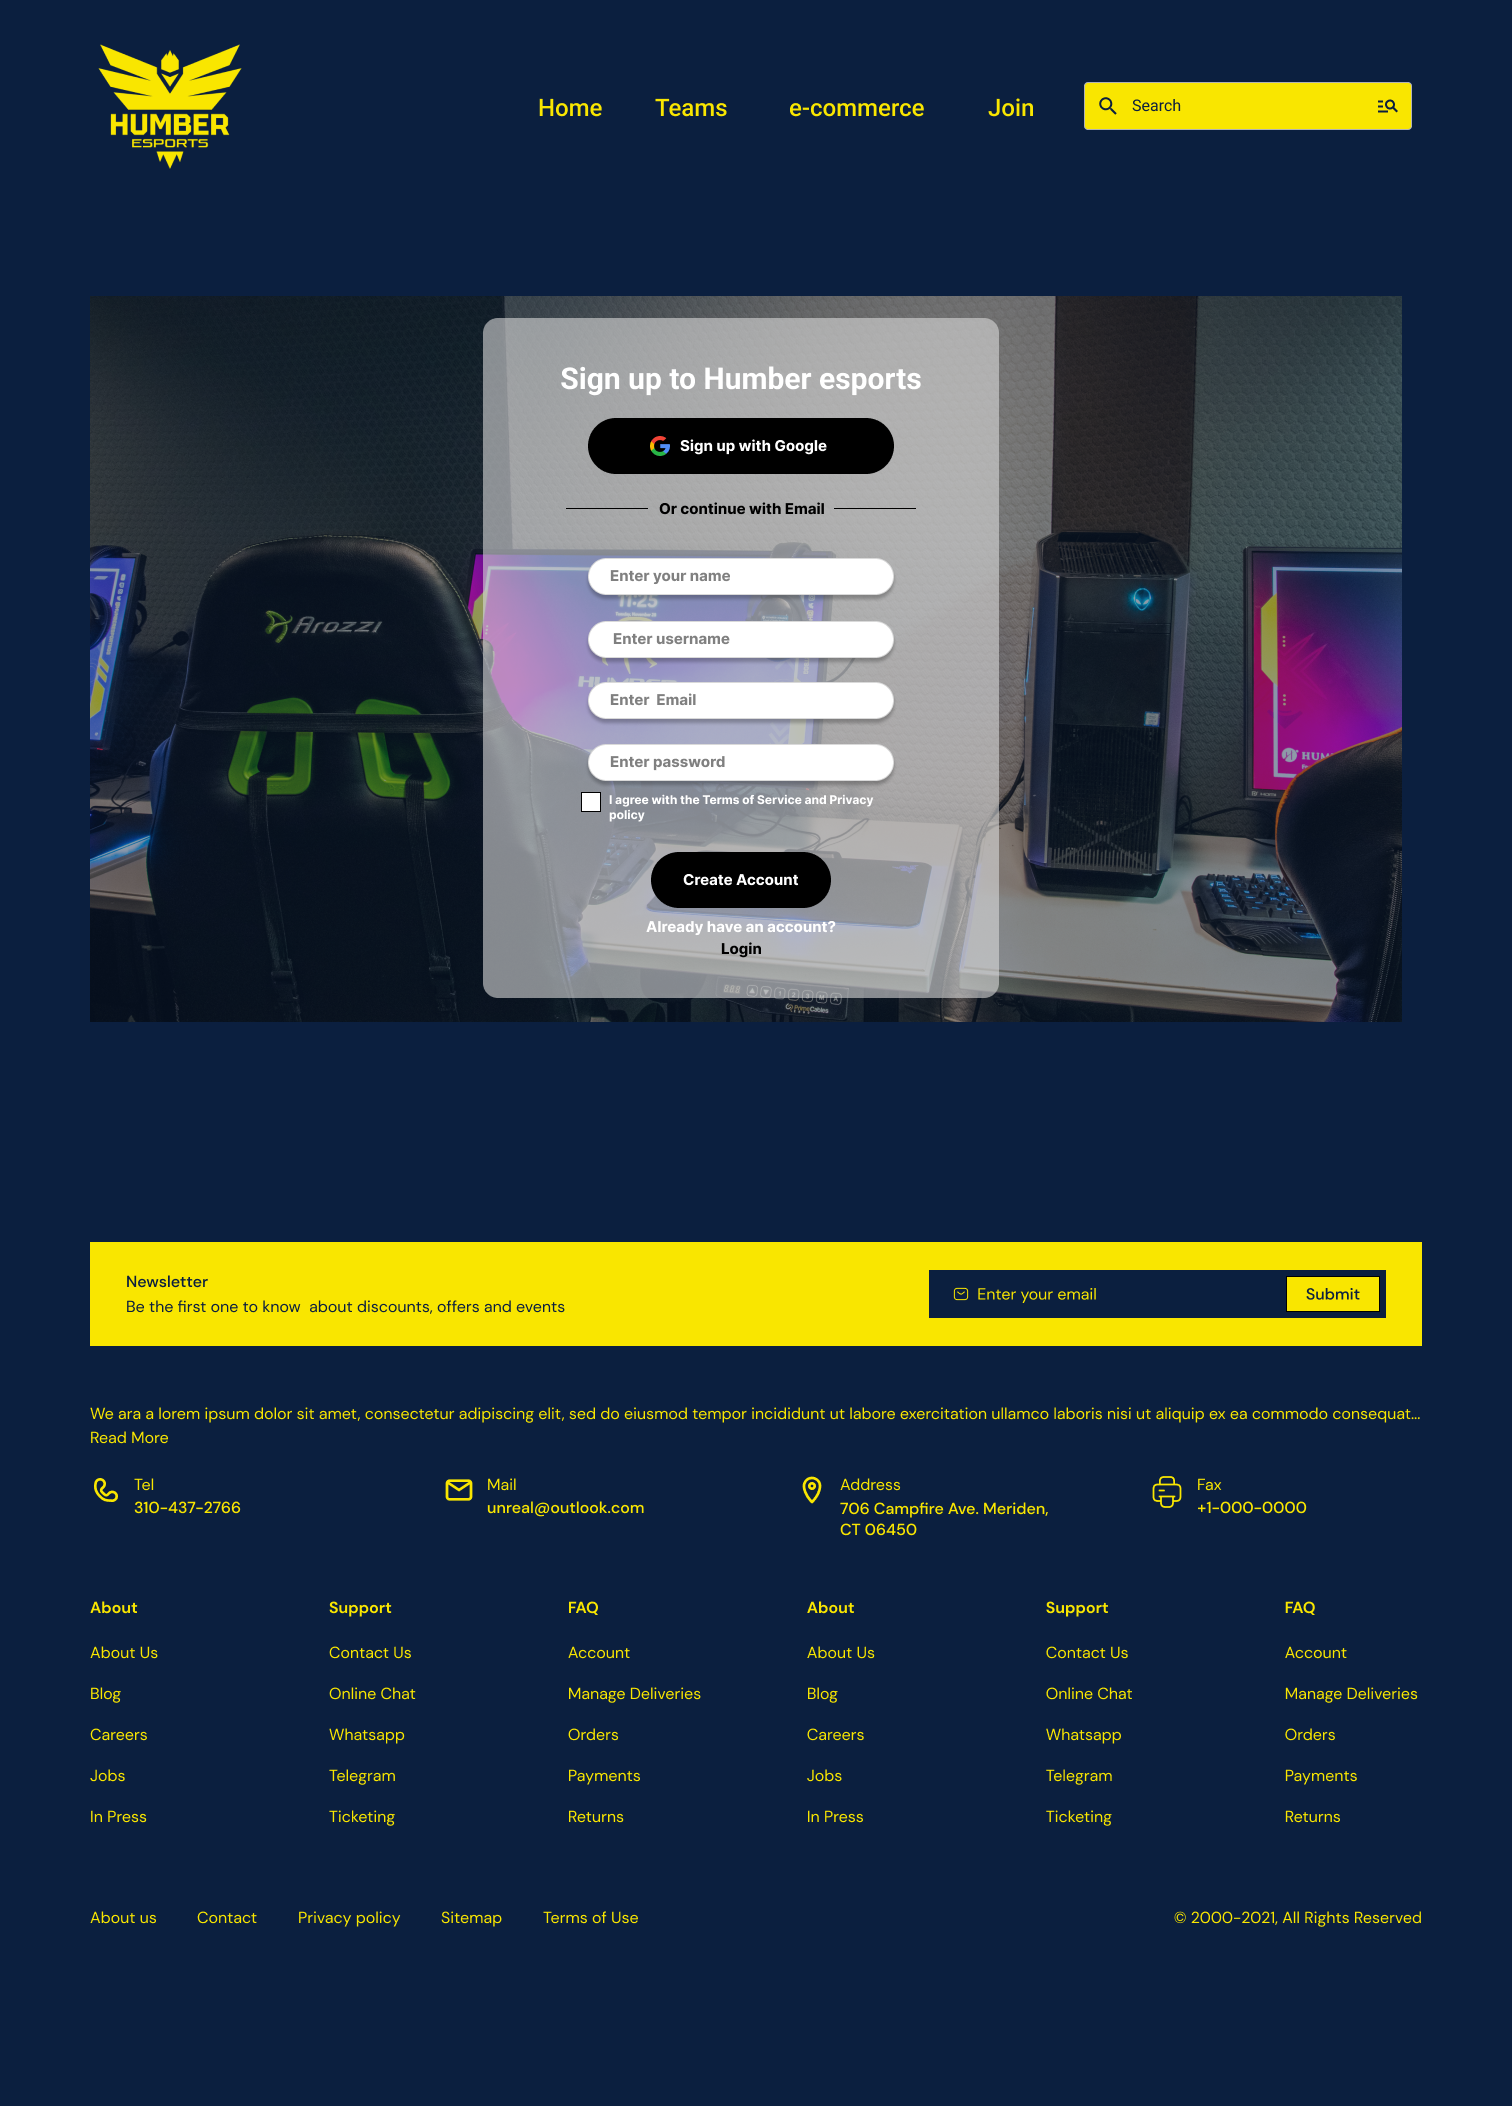 HUMBER
ESPORTS
Home Teams e-commerce Join
Search
Sign up to Humber esports
Sign up with Google
Or continue with Email
Enter your name
11:25
Enter username
Enter  Email
Enter password
I agree with the Terms of Service and Privacy
policy
Create Account
Already have an account?
Login
Arozzi
Newsletter
Be the first one to know  about discounts, offers and events
Enter your email
Submit
We ara a lorem ipsum dolor sit amet, consectetur adipiscing elit, sed do eiusmod tempor incididunt ut labore exercitation ullamco laboris nisi ut aliquip ex ea commodo consequat...
Read More
Tel
310-437-2766
Mail
unreal@outlook.com
Address
706 Campfire Ave. Meriden,
CT 06450
Fax
+1-000-0000
About Support FAQ About Support FAQ
About Us Contact Us Account About Us Contact Us Account
Blog Online Chat Manage Deliveries Blog Online Chat Manage Deliveries
Careers Whatsapp Orders Careers Whatsapp Orders
Jobs Telegram Payments Jobs Telegram Payments
In Press Ticketing Returns In Press Ticketing Returns
About us Contact Privacy policy Sitemap Terms of Use © 2000-2021, All Rights Reserved